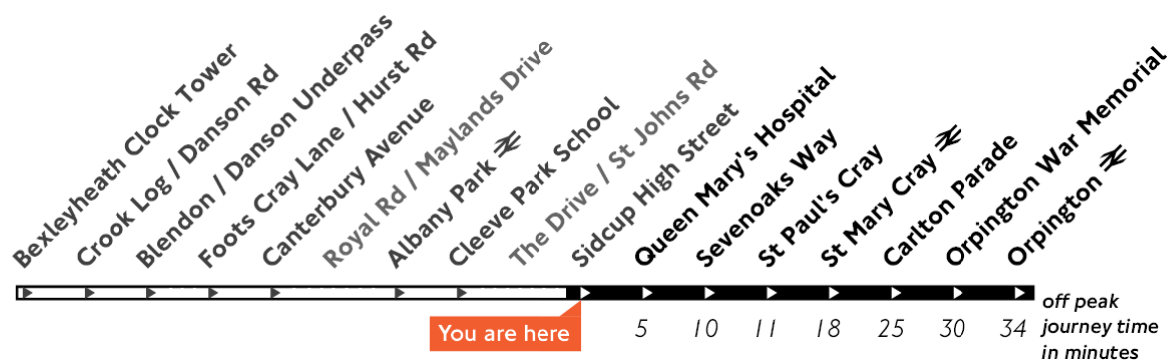 Bexleyheath Clock Tower
Crook Log / Danson Rd
Blendon / Danson Underpass
Foots Cray Lane / Hurst Rd
Canterbury Avenue
Royal Rd / Maylands Drive
Albany Park
Cleeve Park School
The Drive / St Johns Rd
Sidcup High Street
Queen Mary's Hospital
Sevenoaks Way
St Paul's Cray
St Mary Cray
Carlton Parade
Orpington War Memorial
Orpington
You are here
5 10 11 18 25 30 34
off peak
journey time
in minutes